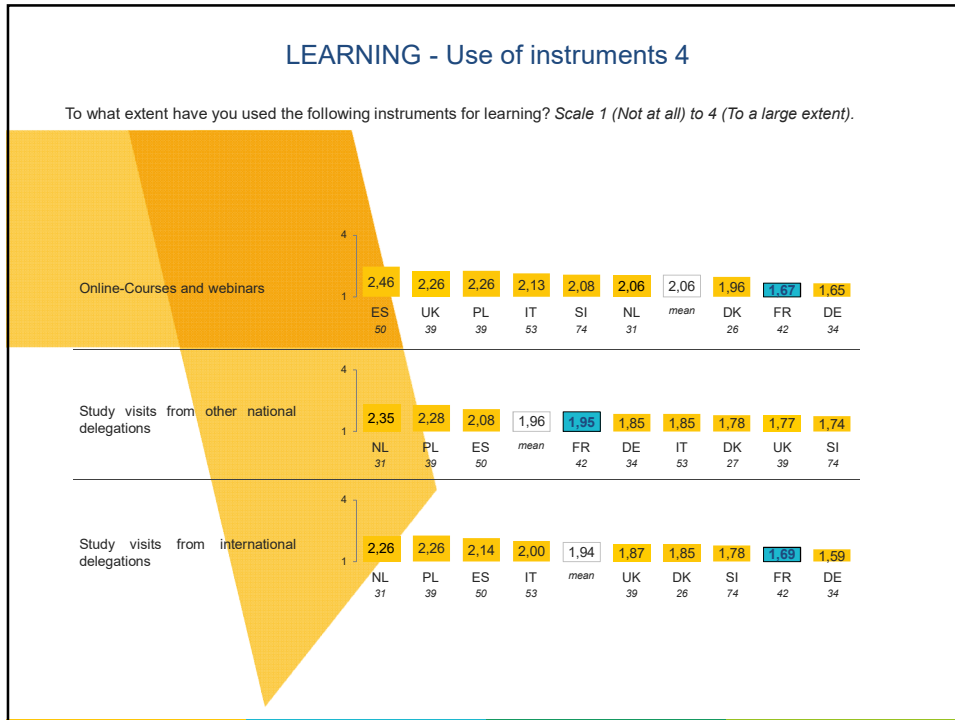 LEARNING - Use of instruments 4
To what extent have you used the following instruments for learning? Scale 1 (Not at all) to 4 (To a large extent).
4
Online-Courses and webinars
1
2,46 2,26 2,26 2,13 2,08 2,06 2,06 1,96 1,67 1,65
ES UK PL IT SI NL mean DK FR DE
50 39 39 53 74 31 26 42 34
4
Study visits from other national
delegations
1
2,35 2,28 2,08 1,96 1,95 1,85 1,85 1,78 1,77 1,74
NL PL ES mean FR DE IT DK UK SI
31 39 50 42 34 53 27 39 74
4
Study visits from international
delegations
1
2,26 2,26 2,14 2,00 1,94 1,87 1,85 1,78 1,69 1,59
NL PL ES IT mean UK DK SI FR DE
31 39 50 53 39 26 74 42 34